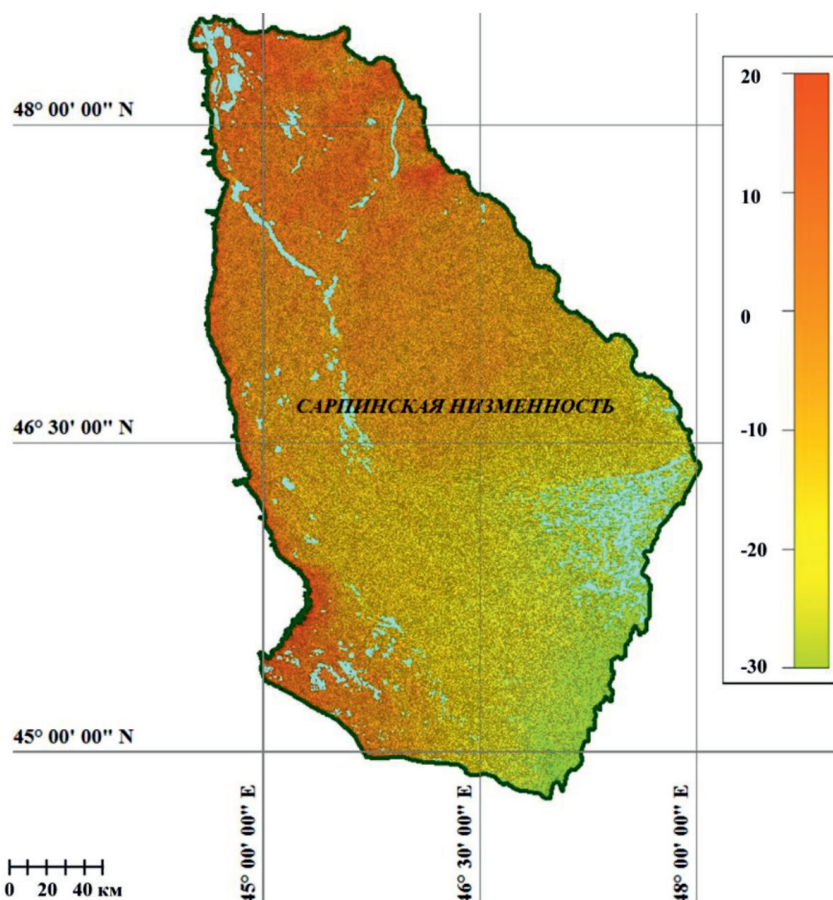 20
48° 00' 00" N
10
0
САРПИНСКАЯ НИЗМЕННОСТЬ
46° 30' 00" N
-10
-20
-30
45° 00' 00" N
45° 00' 00" E
46° 30' 00" E
48° 00' 00" E
0 20 40 км